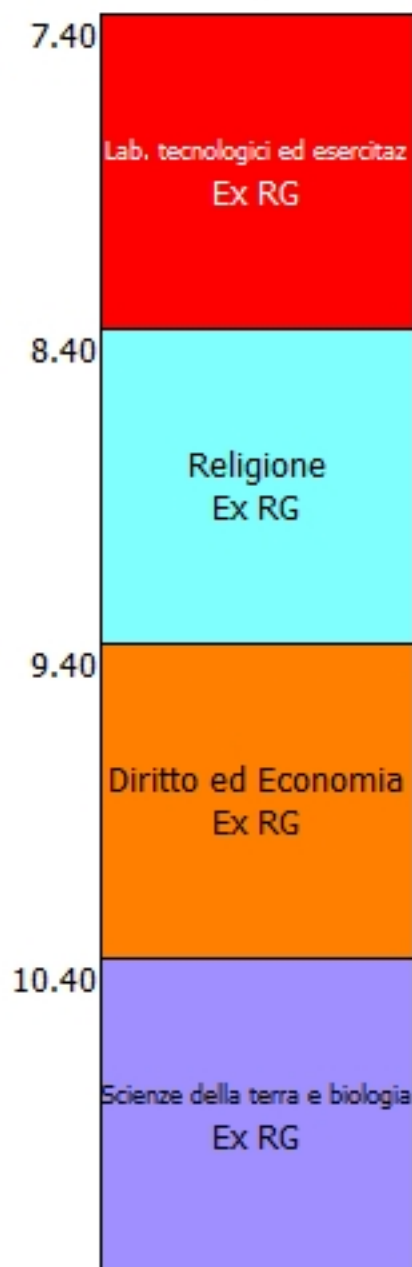 7.40
Lab. tecnologici ed esercitaz
Ex RG
8.40
Religione
Ex RG
9.40
Diritto ed Economia
Ex RG
10.40
Scienze della terra e biologia
Ex RG